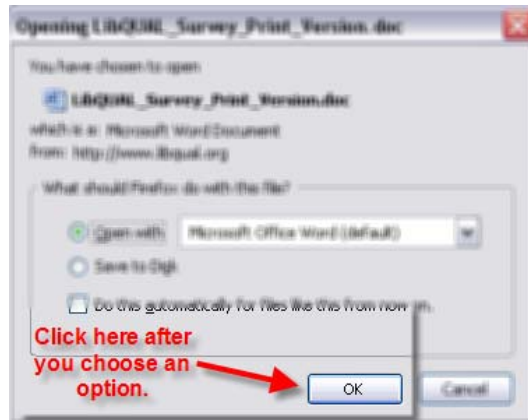 Opening LibQUAL_Survey_Print_Version.doc
You have chosen to open
LibQUAL_Survey_Print_Version.doc
which is a: Microsoft Word Document
from: http://www.libqual.org
What should Firefox do with this file?
Open with Microsoft Office Word (default)
Save to Disk
Do this automatically for files like this from now on.
Click here after
you choose an
option.
OK Cancel